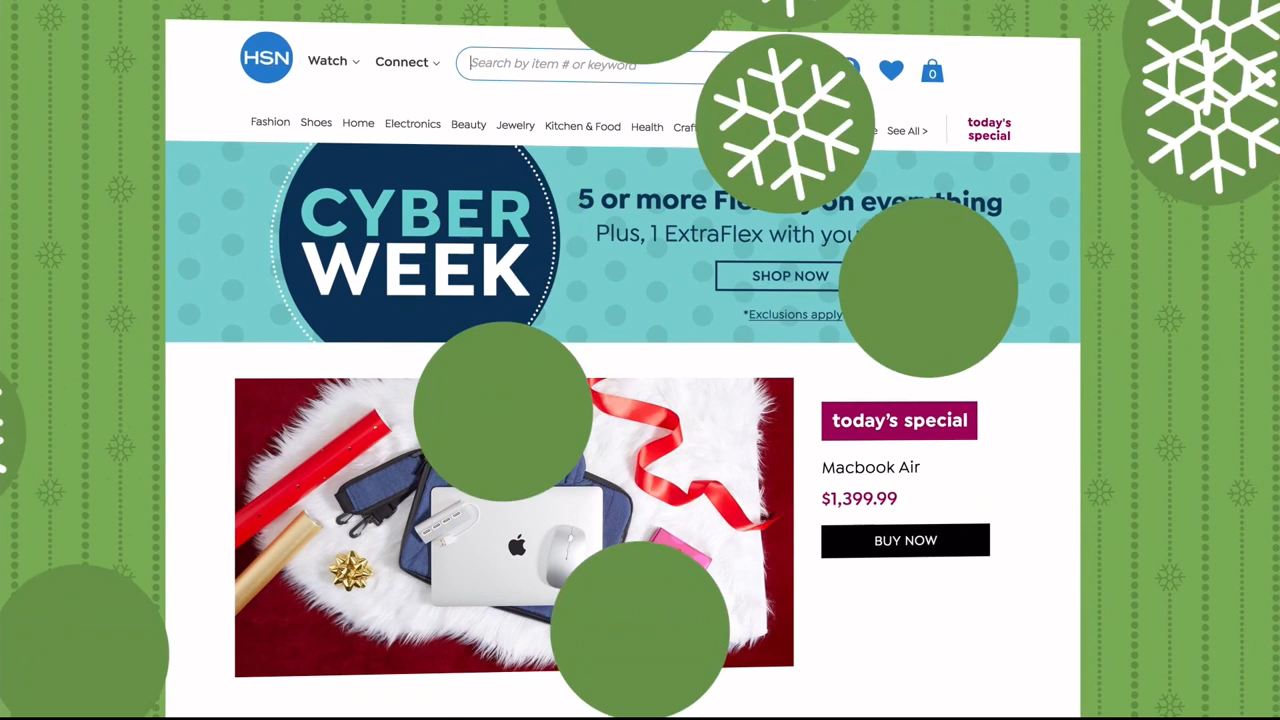 HSN
Watch
Connect
Search by item # or keyword
0
Fashion
Shoes
Home
Electronics
Beauty
Jewelry
Kitchen & Food
Health
See All >
today's
special
CYBER
WEEK
5 or more on everything
Plus, 1 ExtraFlex with
SHOP NOW
*Exclusions apply
today's special
Macbook Air
$1,399.99
BUY NOW